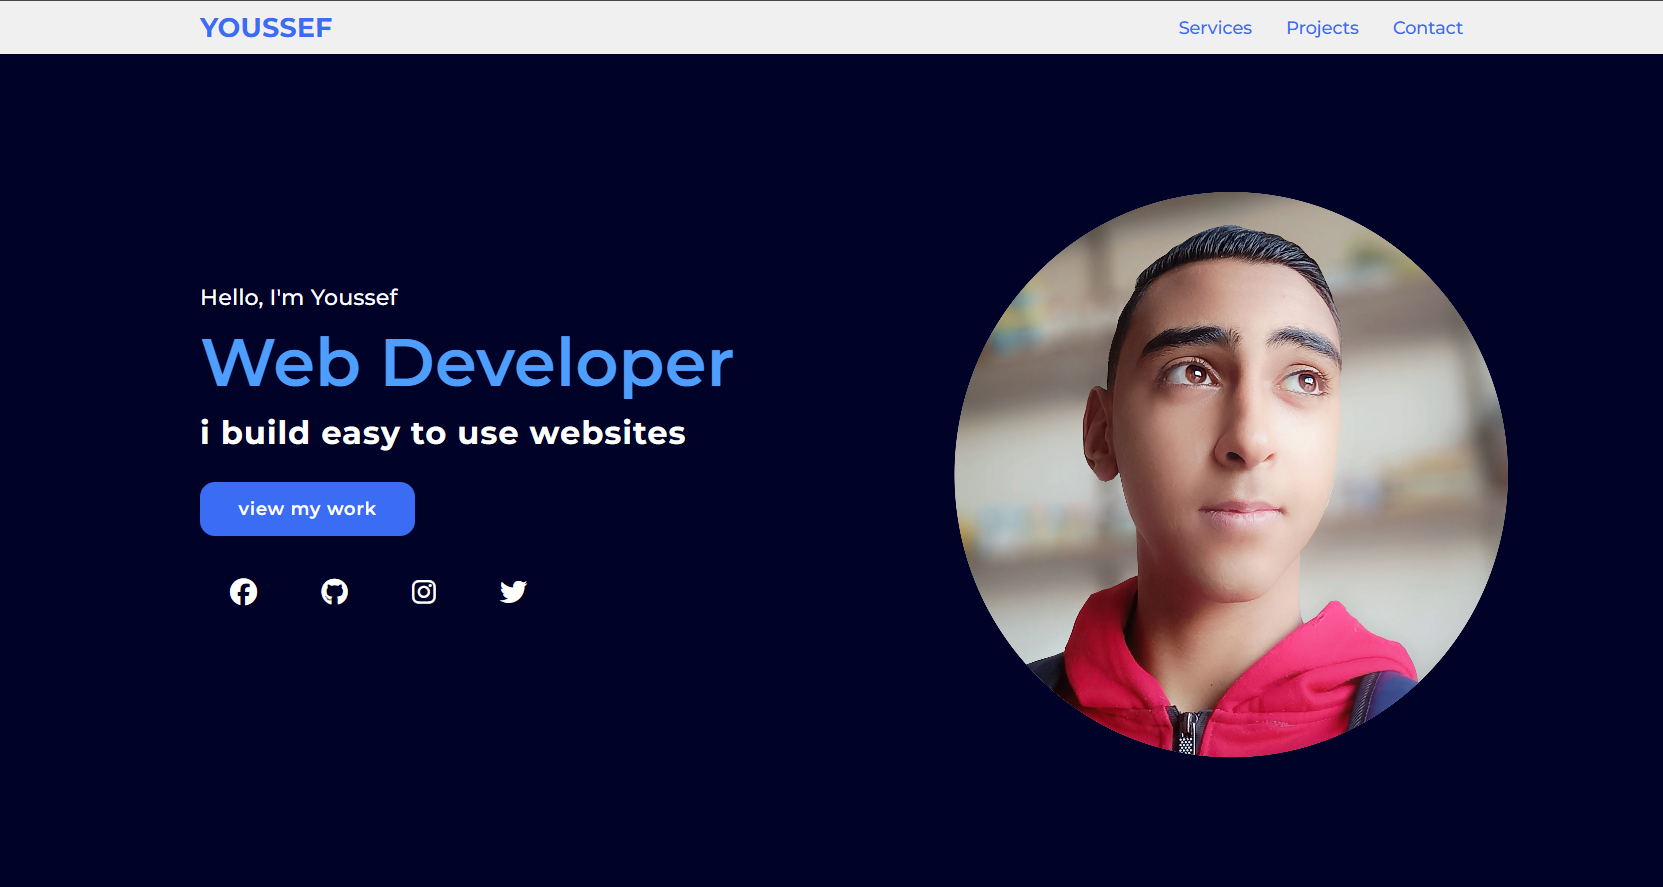 YOUSSEF
Services Projects Contact
Hello, I'm Youssef
Web Developer
i build easy to use websites
view my work